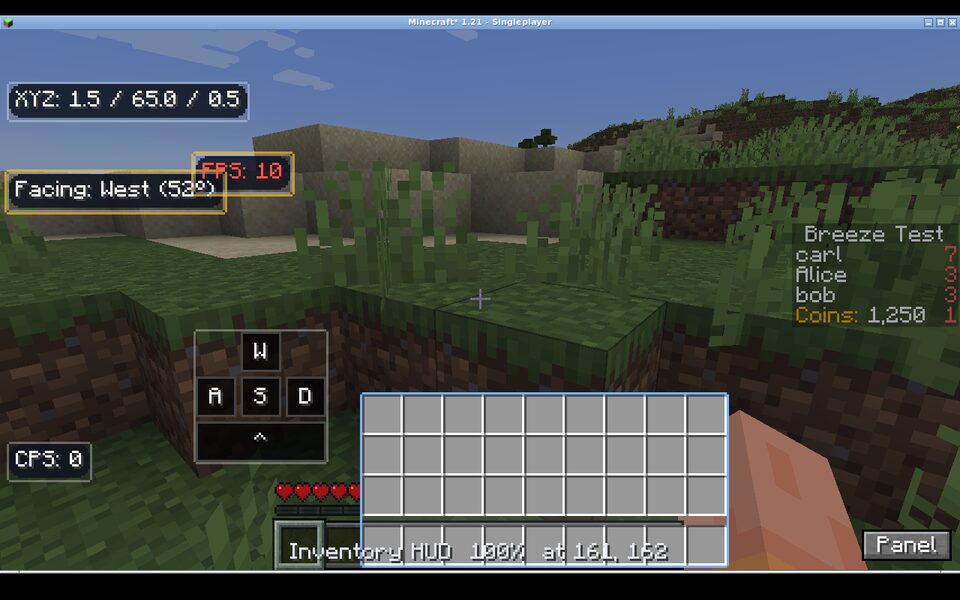 Minecraft* 1.21 - Singleplayer
XYZ: 1.5 / 65.0 / 0.5
FPS: 10
Facing: West (52°)
Breeze Test
carl 7
Alice 3
bob 3
Coins: 1,250 1
W
A S D
^
CPS: 0
Inventory HUD 100% at 161, 162
Panel